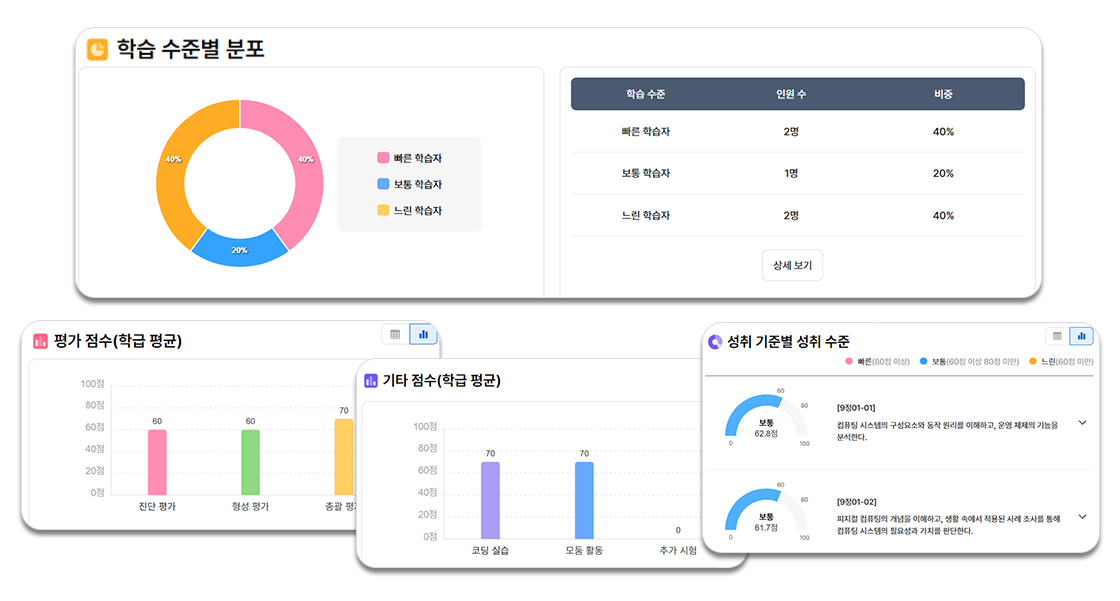 학습 수준별 분포
40%
40%
20%
빠른 학습자
보통 학습자
느린 학습자
학습 수준 인원 수 비중
빠른 학습자 2명 40%
보통 학습자 1명 20%
느린 학습자 2명 40%
상세 보기
평가 점수(학급 평균)
100점
80점
60점
40점
20점
0점
60
60
70
진단 평가 형성 평가 총괄 평가
기타 점수(학급 평균)
100점
80점
60점
40점
20점
0점
70
70
0
코딩 실습 모둠 활동 추가 시험
성취 기준별 성취 수준
빠른(80점 이상) 보통(60점 이상 80점 미만) 느린(60점 미만)
60
80
보통
62.8점
0
100
[9정01-01]
컴퓨팅 시스템의 구성요소와 동작 원리를 이해하고, 운영 체제의 기능을
분석한다.
60
80
보통
61.7점
0
100
[9정01-02]
피지컬 컴퓨팅의 개념을 이해하고, 생활 속에서 적용된 사례 조사를 통해
컴퓨팅 시스템의 필요성과 가치를 판단한다.